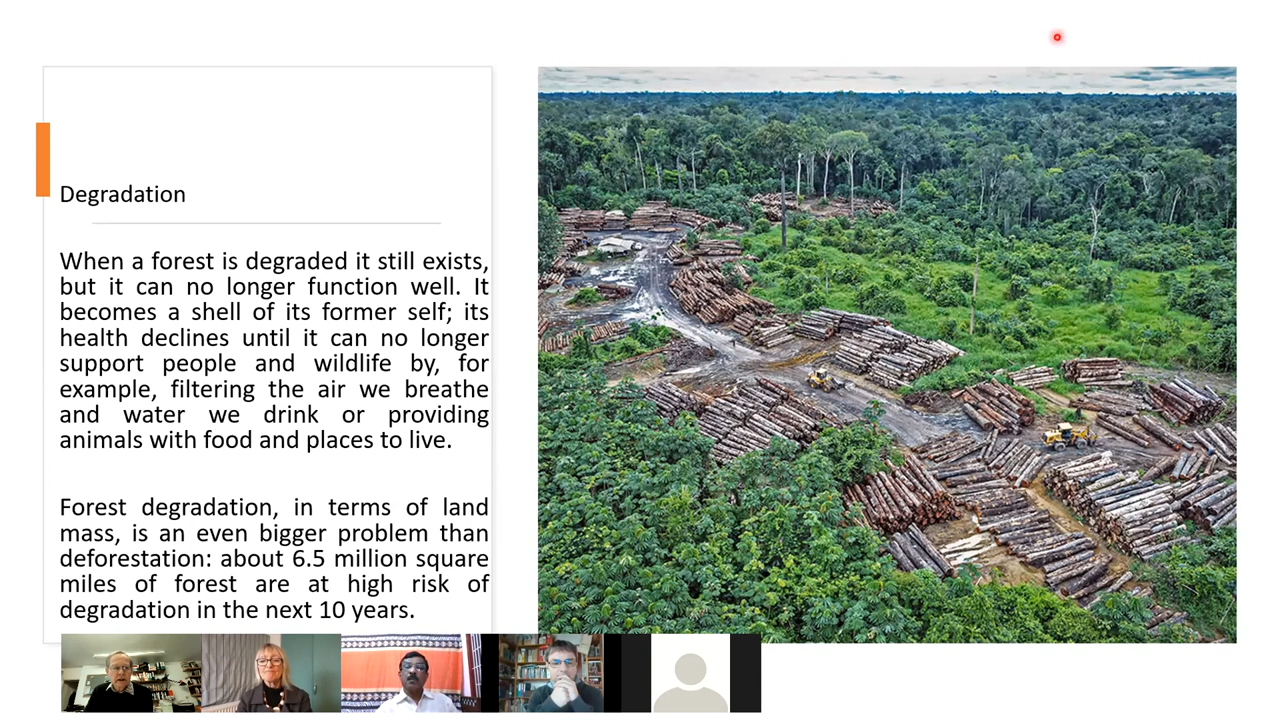 Degradation
When a forest is degraded it still exists,
but it can no longer function well. It
becomes a shell of its former self; its
health declines until it can no longer
support people and wildlife by, for
example, filtering the air we breathe
and water we drink or providing
animals with food and places to live.
Forest degradation, in terms of land
mass, is an even bigger problem than
deforestation: about 6.5 million square
miles of forest are at high risk of
degradation in the next 10 years.